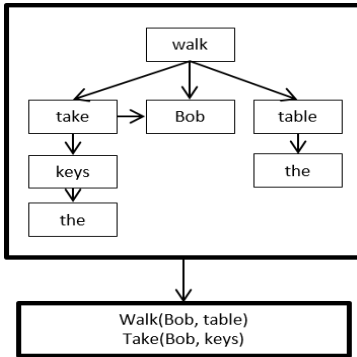 walk
take
Bob
table
keys
the
the
Walk(Bob, table)
Take(Bob, keys)